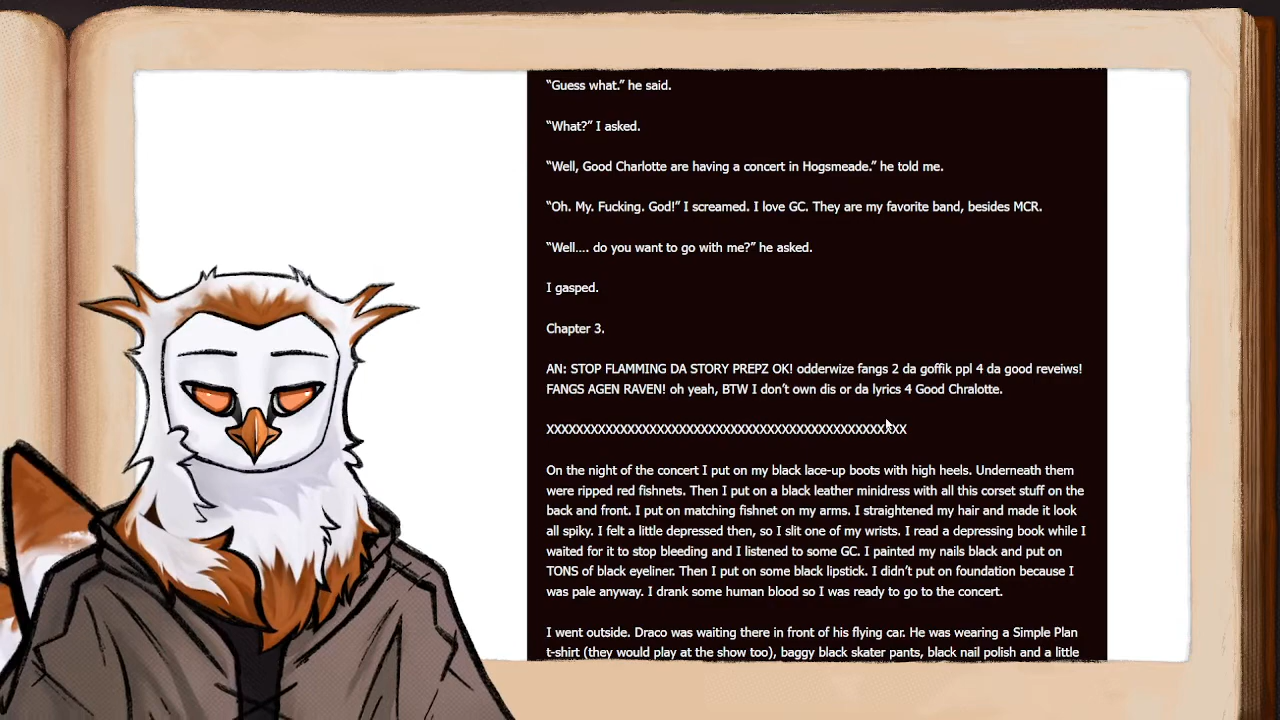 “Guess what.” he said.
“What?” I asked.
“Well, Good Charlotte are having a concert in Hogsmeade.” he told me.
“Oh. My. Fucking. God!” I screamed. I love GC. They are my favorite band, besides MCR.
“Well…. do you want to go with me?” he asked.
I gasped.
Chapter 3.
AN: STOP FLAMMING DA STORY PREPZ OK! odderwize fangs 2 da goffik ppl 4 da good reveiws!
FANGS AGEN RAVEN! oh yeah, BTW I don’t own dis or da lyrics 4 Good Chralotte.
XXXXXXXXXXXXXXXXXXXXXXXXXXXXXXXXXXXXXXXXXXXXXXXXX
On the night of the concert I put on my black lace-up boots with high heels. Underneath them
were ripped red fishnets. Then I put on a black leather minidress with all this corset stuff on the
back and front. I put on matching fishnet on my arms. I straightened my hair and made it look
all spiky. I felt a little depressed then, so I slit one of my wrists. I read a depressing book while I
waited for it to stop bleeding and I listened to some GC. I painted my nails black and put on
TONS of black eyeliner. Then I put on some black lipstick. I didn’t put on foundation because I
was pale anyway. I drank some human blood so I was ready to go to the concert.
I went outside. Draco was waiting there in front of his flying car. He was wearing a Simple Plan
t-shirt (they would play at the show too), baggy black skater pants, black nail polish and a little